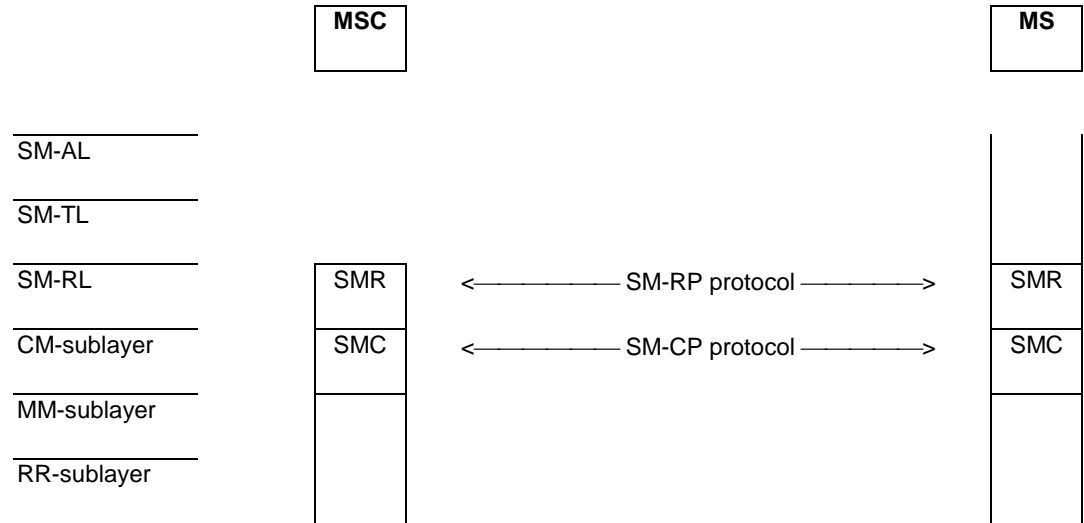 MSC MS
SM-AL
SM-TL
SM-RL SMR <——————— SM-RP protocol ———————> SMR
CM-sublayer SMC <——————— SM-CP protocol ———————> SMC
MM-sublayer
RR-sublayer